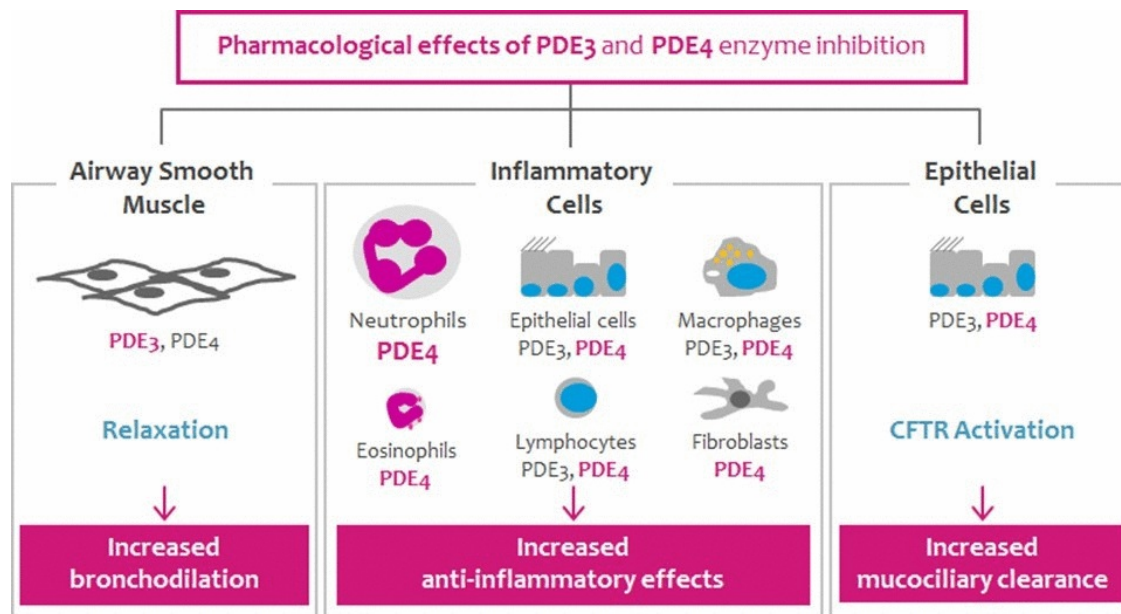 Pharmacological effects of PDE3 and PDE4 enzyme inhibition
Airway Smooth
Muscle
PDE3, PDE4
Relaxation
Increased
bronchodilation
Inflammatory
Cells
Neutrophils
PDE4
Epithelial cells
PDE3, PDE4
Macrophages
PDE3, PDE4
Eosinophils
PDE4
Lymphocytes
PDE3, PDE4
Fibroblasts
PDE4
Increased
anti-inflammatory effects
Epithelial
Cells
PDE3, PDE4
CFTR Activation
Increased
mucociliary clearance